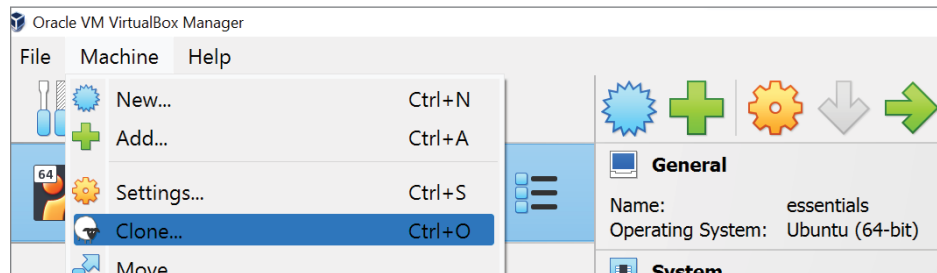 Oracle VM VirtualBox Manager
File Machine Help
New... Ctrl+N
Add... Ctrl+A
General
64
Settings... Ctrl+S
Name: essentials
Clone... Ctrl+O
Operating System: Ubuntu (64-bit)
Move
System